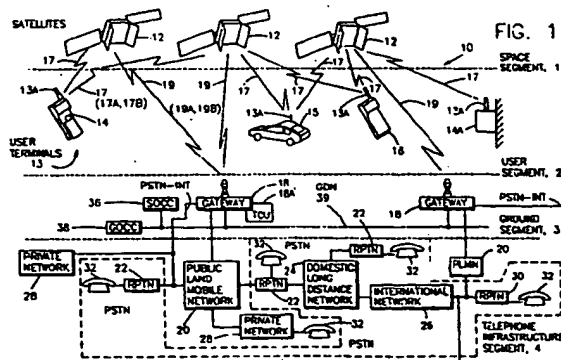 SATELLITES
FIG. 1
12
12
12
10
17
17
17
19
19
17
17
17
SPACE
SEGMENT, 1
13A
17
(17A, 17B)
14
(19A, 19B)
13A
15
13A
16
19
13A
14A
USER
TERMINALS
13
USER
SEGMENT, 2
PSTN-INT
18
18A
GDN
39
36
SOCC
GATEWAY
TCU
22
18
GATEWAY
PSTN-INT
38
GOCC
GROUND
SEGMENT, 3
PRIVATE
NETWORK
28
32
22
RPTN
PSTN
PUBLIC
LAND
MOBILE
NETWORK
20
32
PSTN
24
RPTN
22
RPTN
32
DOMESTIC
LONG
DISTANCE
NETWORK
INTERNATIONAL
NETWORK
26
20
PLMN
30
RPTN
32
28
PRIVATE
NETWORK
32
PSTN
TELEPHONE
INFRASTRUCTURE
SEGMENT, 4